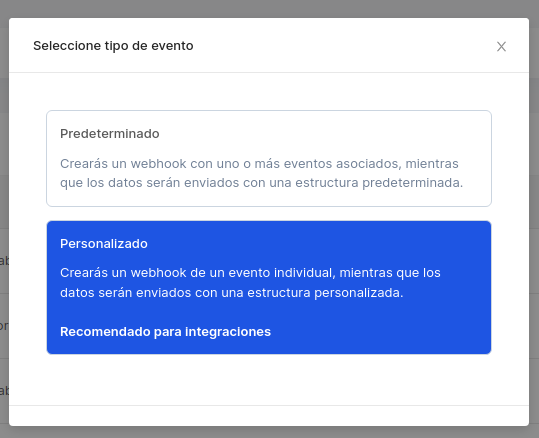 Seleccione tipo de evento
Predeterminado
Crearás un webhook con uno o más eventos asociados, mientras
que los datos serán enviados con una estructura predeterminada.
Personalizado
Crearás un webhook de un evento individual, mientras que los
datos serán enviados con una estructura personalizada.
Recomendado para integraciones